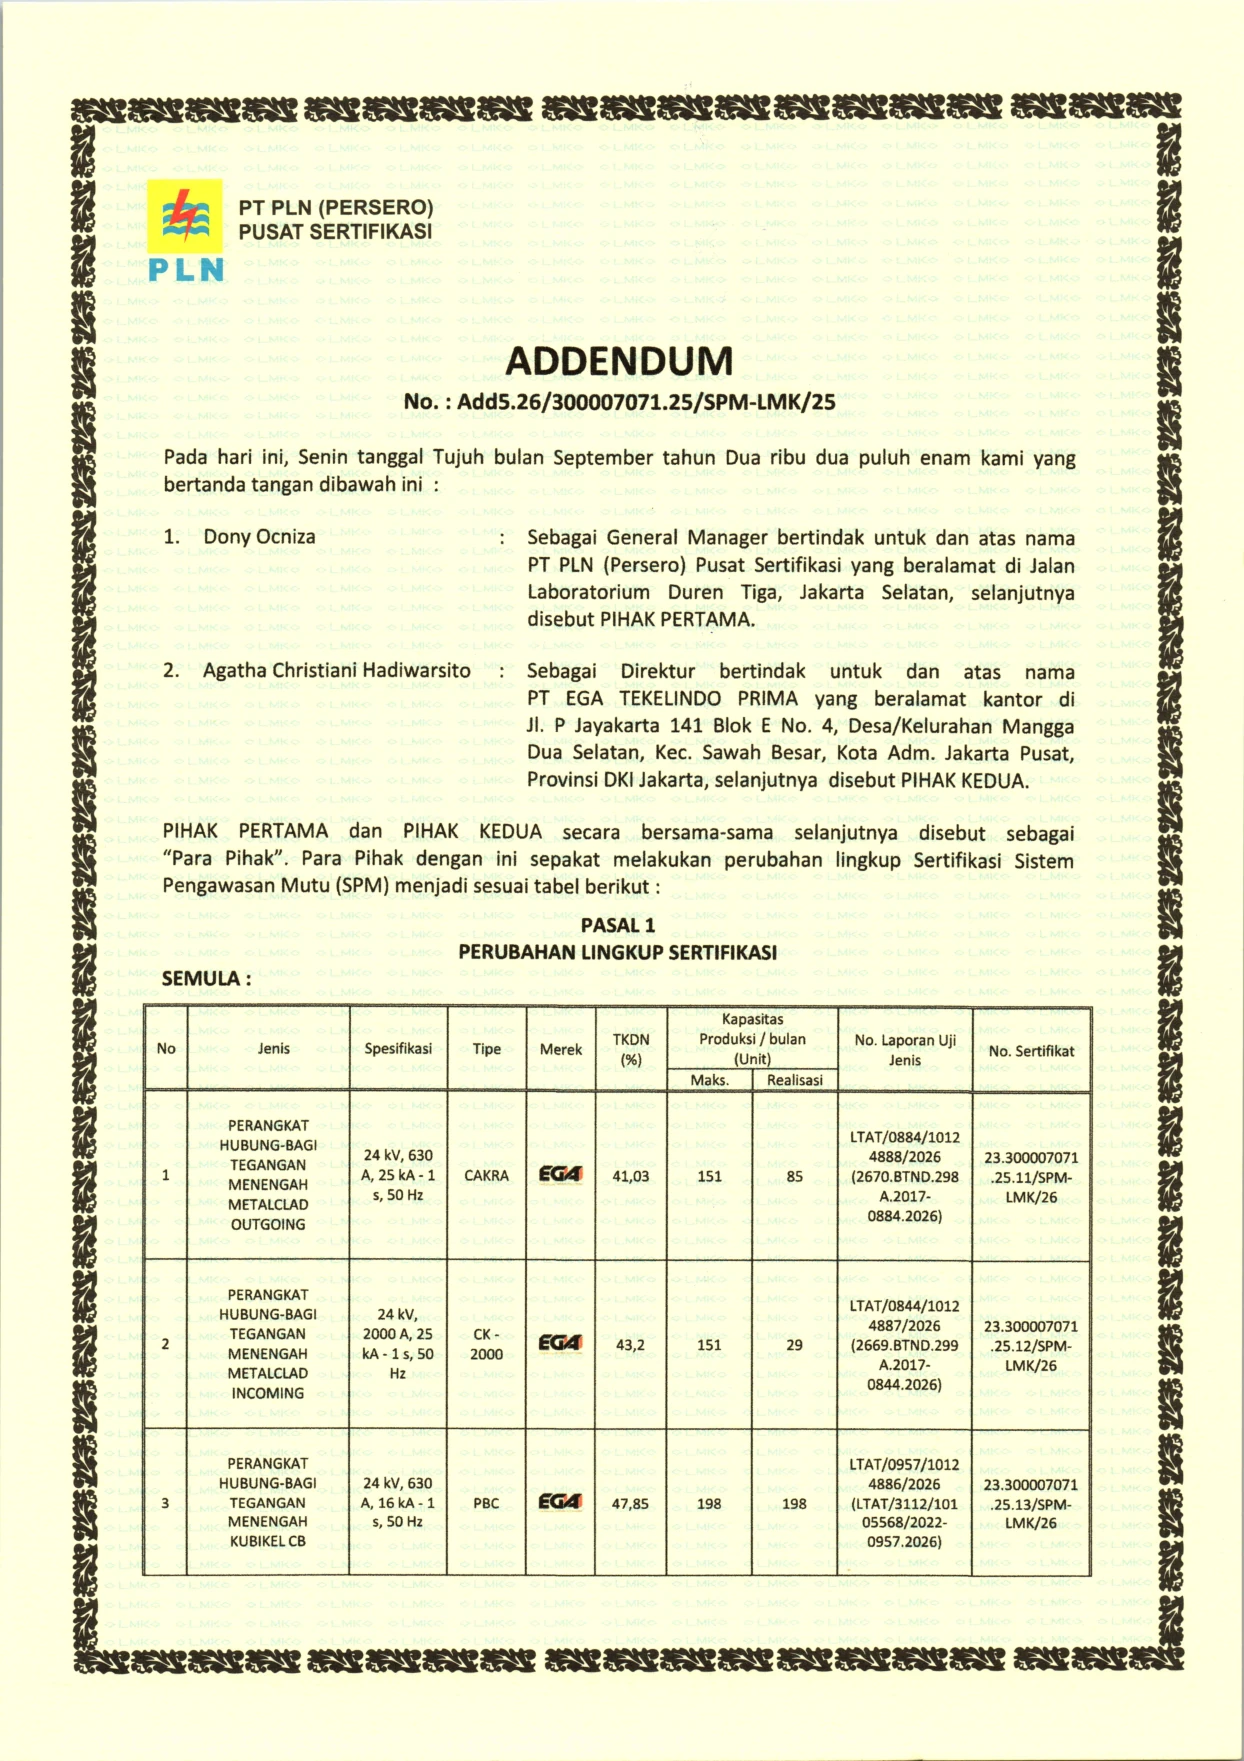 PLN
PT PLN (PERSERO)
PUSAT SERTIFIKASI
ADDENDUM
No. : Add5.26/300007071.25/SPM-LMK/25
Pada hari ini, Senin tanggal Tujuh bulan September tahun Dua ribu dua puluh enam kami yang
bertanda tangan dibawah ini :
1. Dony Ocniza : Sebagai General Manager bertindak untuk dan atas nama
PT PLN (Persero) Pusat Sertifikasi yang beralamat di Jalan
Laboratorium Duren Tiga, Jakarta Selatan, selanjutnya
disebut PIHAK PERTAMA.
2. Agatha Christiani Hadiwarsito : Sebagai Direktur bertindak untuk dan atas nama
PT EGA TEKELINDO PRIMA yang beralamat kantor di
Jl. P Jayakarta 141 Blok E No. 4, Desa/Kelurahan Mangga
Dua Selatan, Kec. Sawah Besar, Kota Adm. Jakarta Pusat,
Provinsi DKI Jakarta, selanjutnya disebut PIHAK KEDUA.
PIHAK PERTAMA dan PIHAK KEDUA secara bersama-sama selanjutnya disebut sebagai
“Para Pihak”. Para Pihak dengan ini sepakat melakukan perubahan lingkup Sertifikasi Sistem
Pengawasan Mutu (SPM) menjadi sesuai tabel berikut :
PASAL 1
PERUBAHAN LINGKUP SERTIFIKASI
SEMULA :
No
Jenis
Spesifikasi
Tipe
Merek
TKDN
(%)
Kapasitas
Produksi / bulan
(Unit)
Maks.
Realisasi
No. Laporan Uji
Jenis
No. Sertifikat
1
PERANGKAT
HUBUNG-BAGI
TEGANGAN
MENENGAH
METALCLAD
OUTGOING
24 kV, 630
A, 25 kA - 1
s, 50 Hz
CAKRA
EGA
41,03
151
85
LTAT/0884/1012
4888/2026
(2670.BTND.298
A.2017-
0884.2026)
23.300007071
.25.11/SPM-
LMK/26
2
PERANGKAT
HUBUNG-BAGI
TEGANGAN
MENENGAH
METALCLAD
INCOMING
24 kV,
2000 A, 25
kA - 1 s, 50
Hz
CK -
2000
EGA
43,2
151
29
LTAT/0844/1012
4887/2026
(2669.BTND.299
A.2017-
0844.2026)
23.300007071
.25.12/SPM-
LMK/26
3
PERANGKAT
HUBUNG-BAGI
TEGANGAN
MENENGAH
KUBIKEL CB
24 kV, 630
A, 16 kA - 1
s, 50 Hz
PBC
EGA
47,85
198
198
LTAT/0957/1012
4886/2026
(LTAT/3112/101
05568/2022-
0957.2026)
23.300007071
.25.13/SPM-
LMK/26